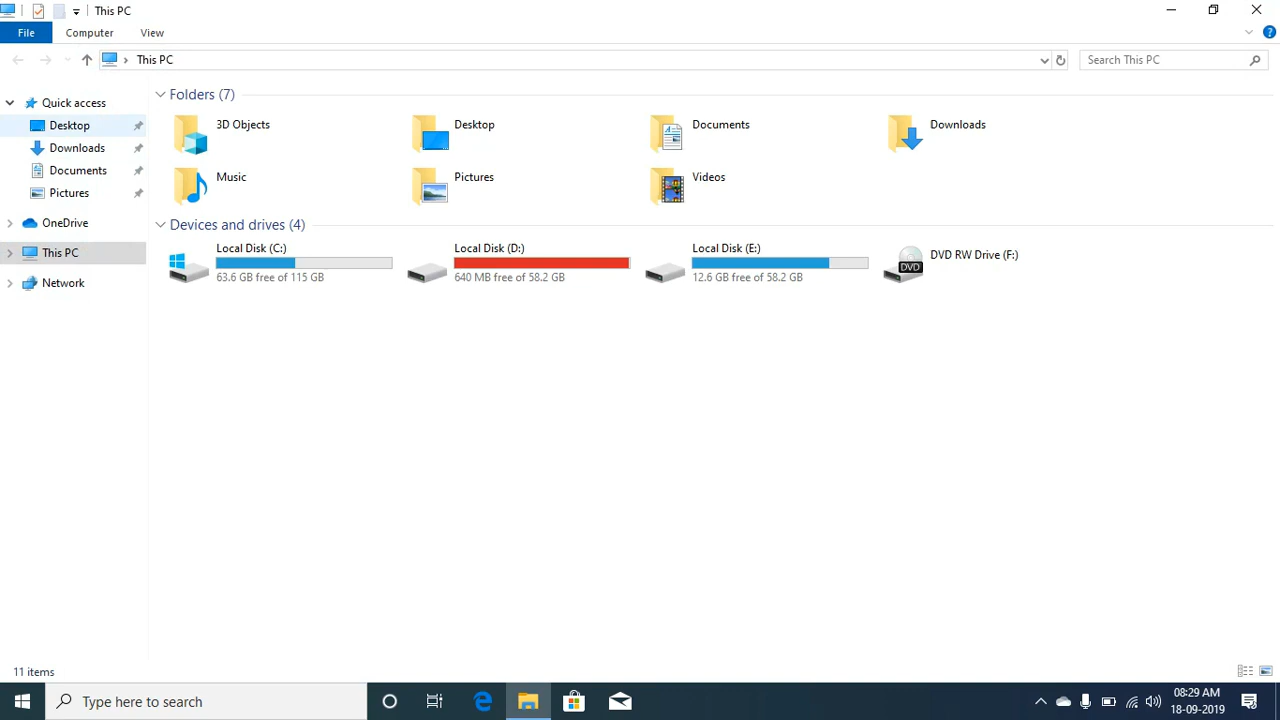 This PC
File Computer View
This PC
Search This PC
Quick access
Desktop
Downloads
Documents
Pictures
OneDrive
This PC
Network
Folders (7)
3D Objects Desktop Documents Downloads
Music Pictures Videos
Devices and drives (4)
Local Disk (C:)
63.6 GB free of 115 GB
Local Disk (D:)
640 MB free of 58.2 GB
Local Disk (E:)
12.6 GB free of 58.2 GB
DVD RW Drive (F:)
DVD
11 items
Type here to search
08:29 AM
18-09-2019